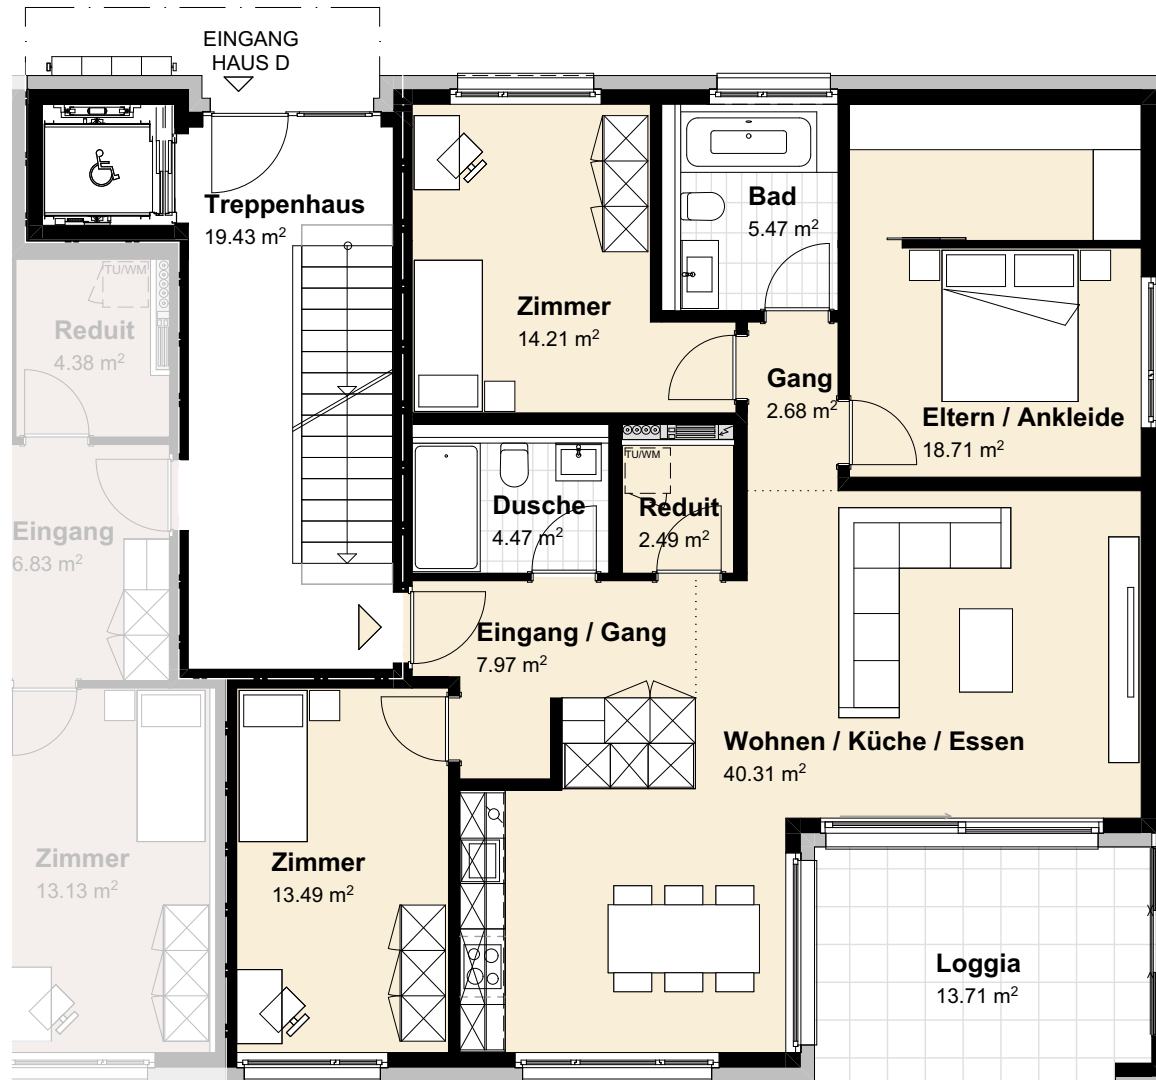 EINGANG
HAUS D
Treppenhaus
19.43 m²
Bad
5.47 m²
TU/WM
Reduit
4.38 m²
Zimmer
14.21 m²
Gang
2.68 m²
Eltern / Ankleide
18.71 m²
TU/WM
Dusche
4.47 m²
Reduit
2.49 m²
Eingang
6.83 m²
Eingang / Gang
7.97 m²
Wohnen / Küche / Essen
40.31 m²
Zimmer
13.13 m²
Zimmer
13.49 m²
Loggia
13.71 m²